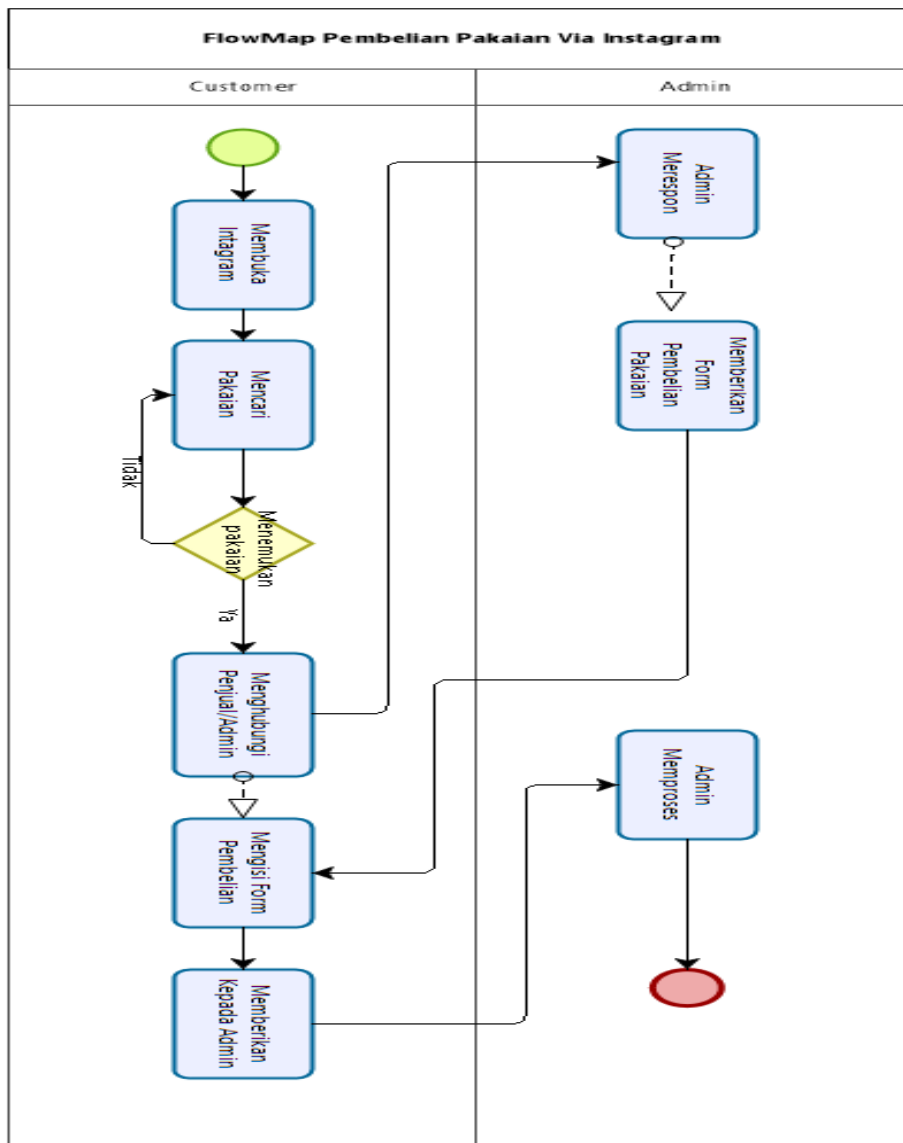 FlowMap Pembelian Pakaian Via Instagram
Customer
Admin
Membuka
Intagram
Mencari
Pakaian
Menemukan
pakaian
Tidak
Ya
Menghubungi
Penjual/Admin
Mengisi Form
Pembelian
Memberikan
Kepada Admin
Admin
Merespon
Memberikan
Form
Pembelian
Pakaian
Admin
Memproses